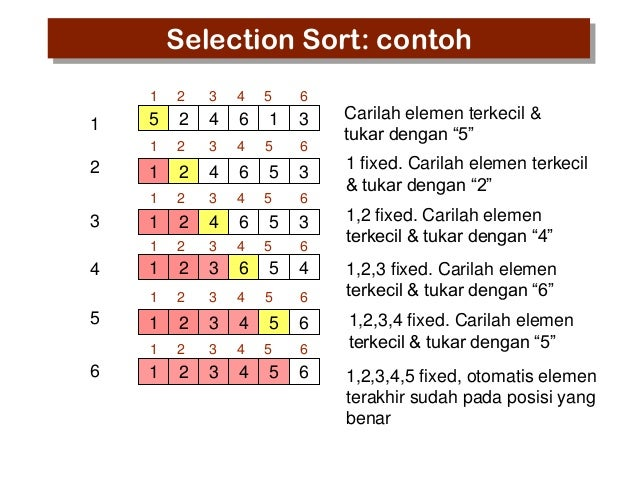 Selection Sort: contoh
1 2 3 4 5 6
1 5 2 4 6 1 3
Carilah elemen terkecil &
tukar dengan “5”
1 2 3 4 5 6
2 1 2 4 6 5 3
1 fixed. Carilah elemen terkecil
& tukar dengan “2”
1 2 3 4 5 6
3 1 2 4 6 5 3
1,2 fixed. Carilah elemen
terkecil & tukar dengan “4”
1 2 3 4 5 6
4 1 2 3 6 5 4
1,2,3 fixed. Carilah elemen
terkecil & tukar dengan “6”
1 2 3 4 5 6
5 1 2 3 4 5 6
1,2,3,4 fixed. Carilah elemen
terkecil & tukar dengan “5”
1 2 3 4 5 6
6 1 2 3 4 5 6
1,2,3,4,5 fixed, otomatis elemen
terakhir sudah pada posisi yang
benar